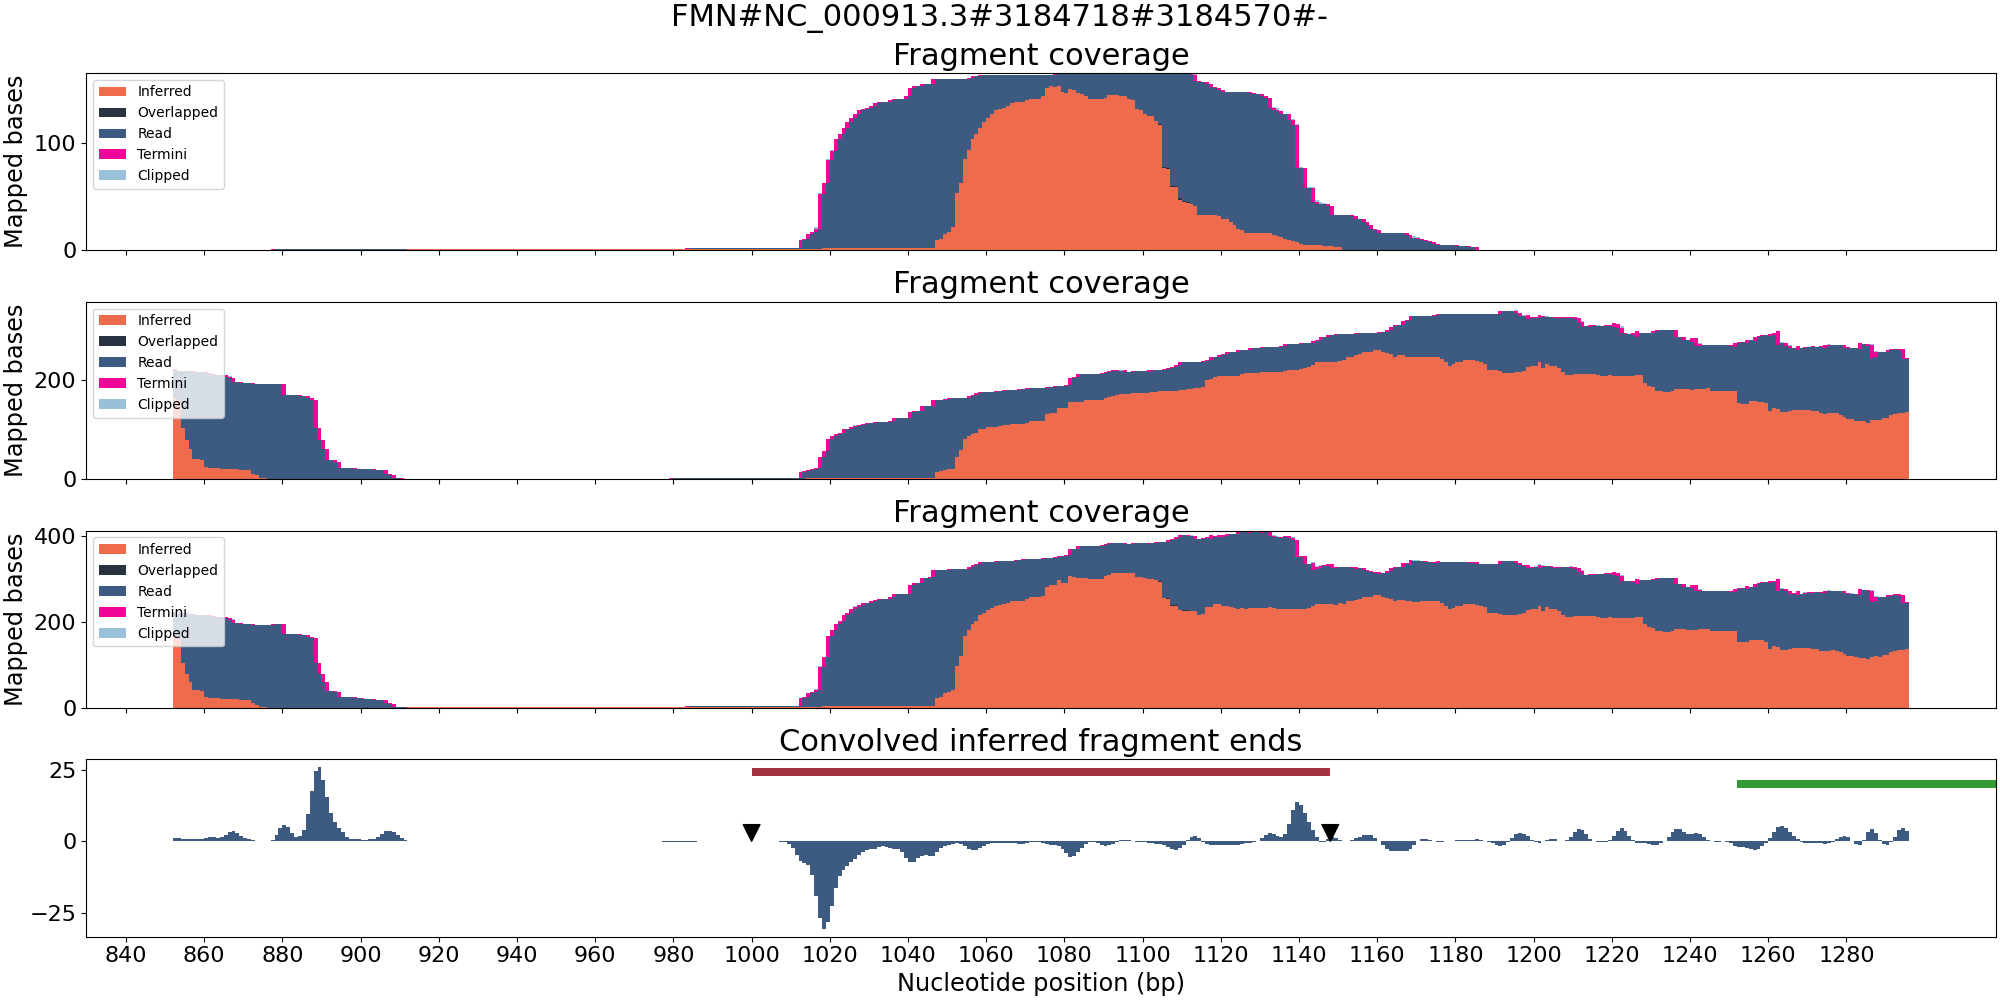 FMN#NC_000913.3#3184718#3184570#-
Fragment coverage
Mapped bases
100
0
Inferred
Overlapped
Read
Termini
Clipped
Fragment coverage
Mapped bases
200
0
Inferred
Overlapped
Read
Termini
Clipped
Fragment coverage
Mapped bases
400
200
0
Inferred
Overlapped
Read
Termini
Clipped
Convolved inferred fragment ends
25
0
−25
840 860 880 900 920 940 960 980 1000 1020 1040 1060 1080 1100 1120 1140 1160 1180 1200 1220 1240 1260 1280
Nucleotide position (bp)